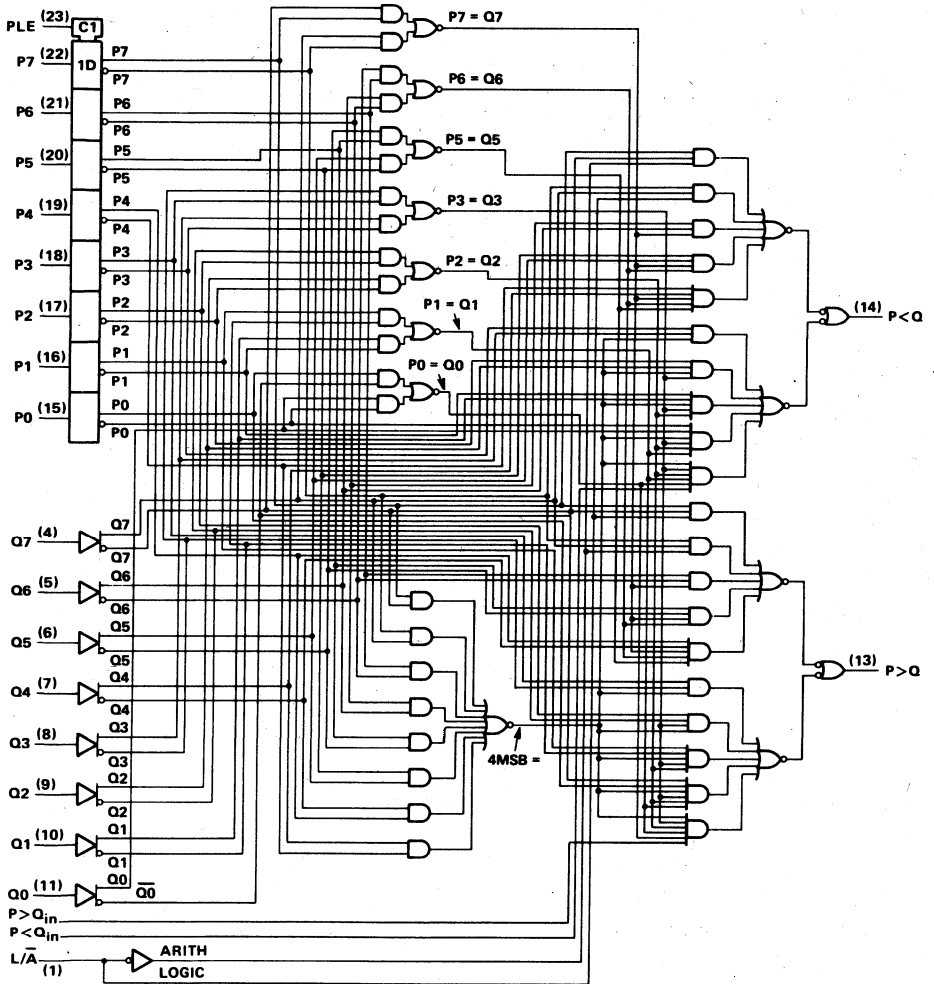 PLE (23)
C1
P7 (22)
1D
P7
P7
P6 (21)
P6
P6
P5 (20)
P5
P5
P4 (19)
P4
P4
P3 (18)
P3
P3
P2 (17)
P2
P2
P1 (16)
P1
P1
P0 (15)
P0
P0
P7 = Q7
P6 = Q6
P5 = Q5
P3 = Q3
P2 = Q2
P1 = Q1
P0 = Q0
(14)
P<Q
(13)
P>Q
4MSB =
Q7 (4)
Q7
Q7
Q6 (5)
Q6
Q6
Q5 (6)
Q5
Q5
Q4 (7)
Q4
Q4
Q3 (8)
Q3
Q3
Q2 (9)
Q2
Q2
Q1 (10)
Q1
Q1
Q0 (11)
Q0
Q̅0̅
P>Qin
P<Qin
L/A̅
(1)
ARITH
LOGIC